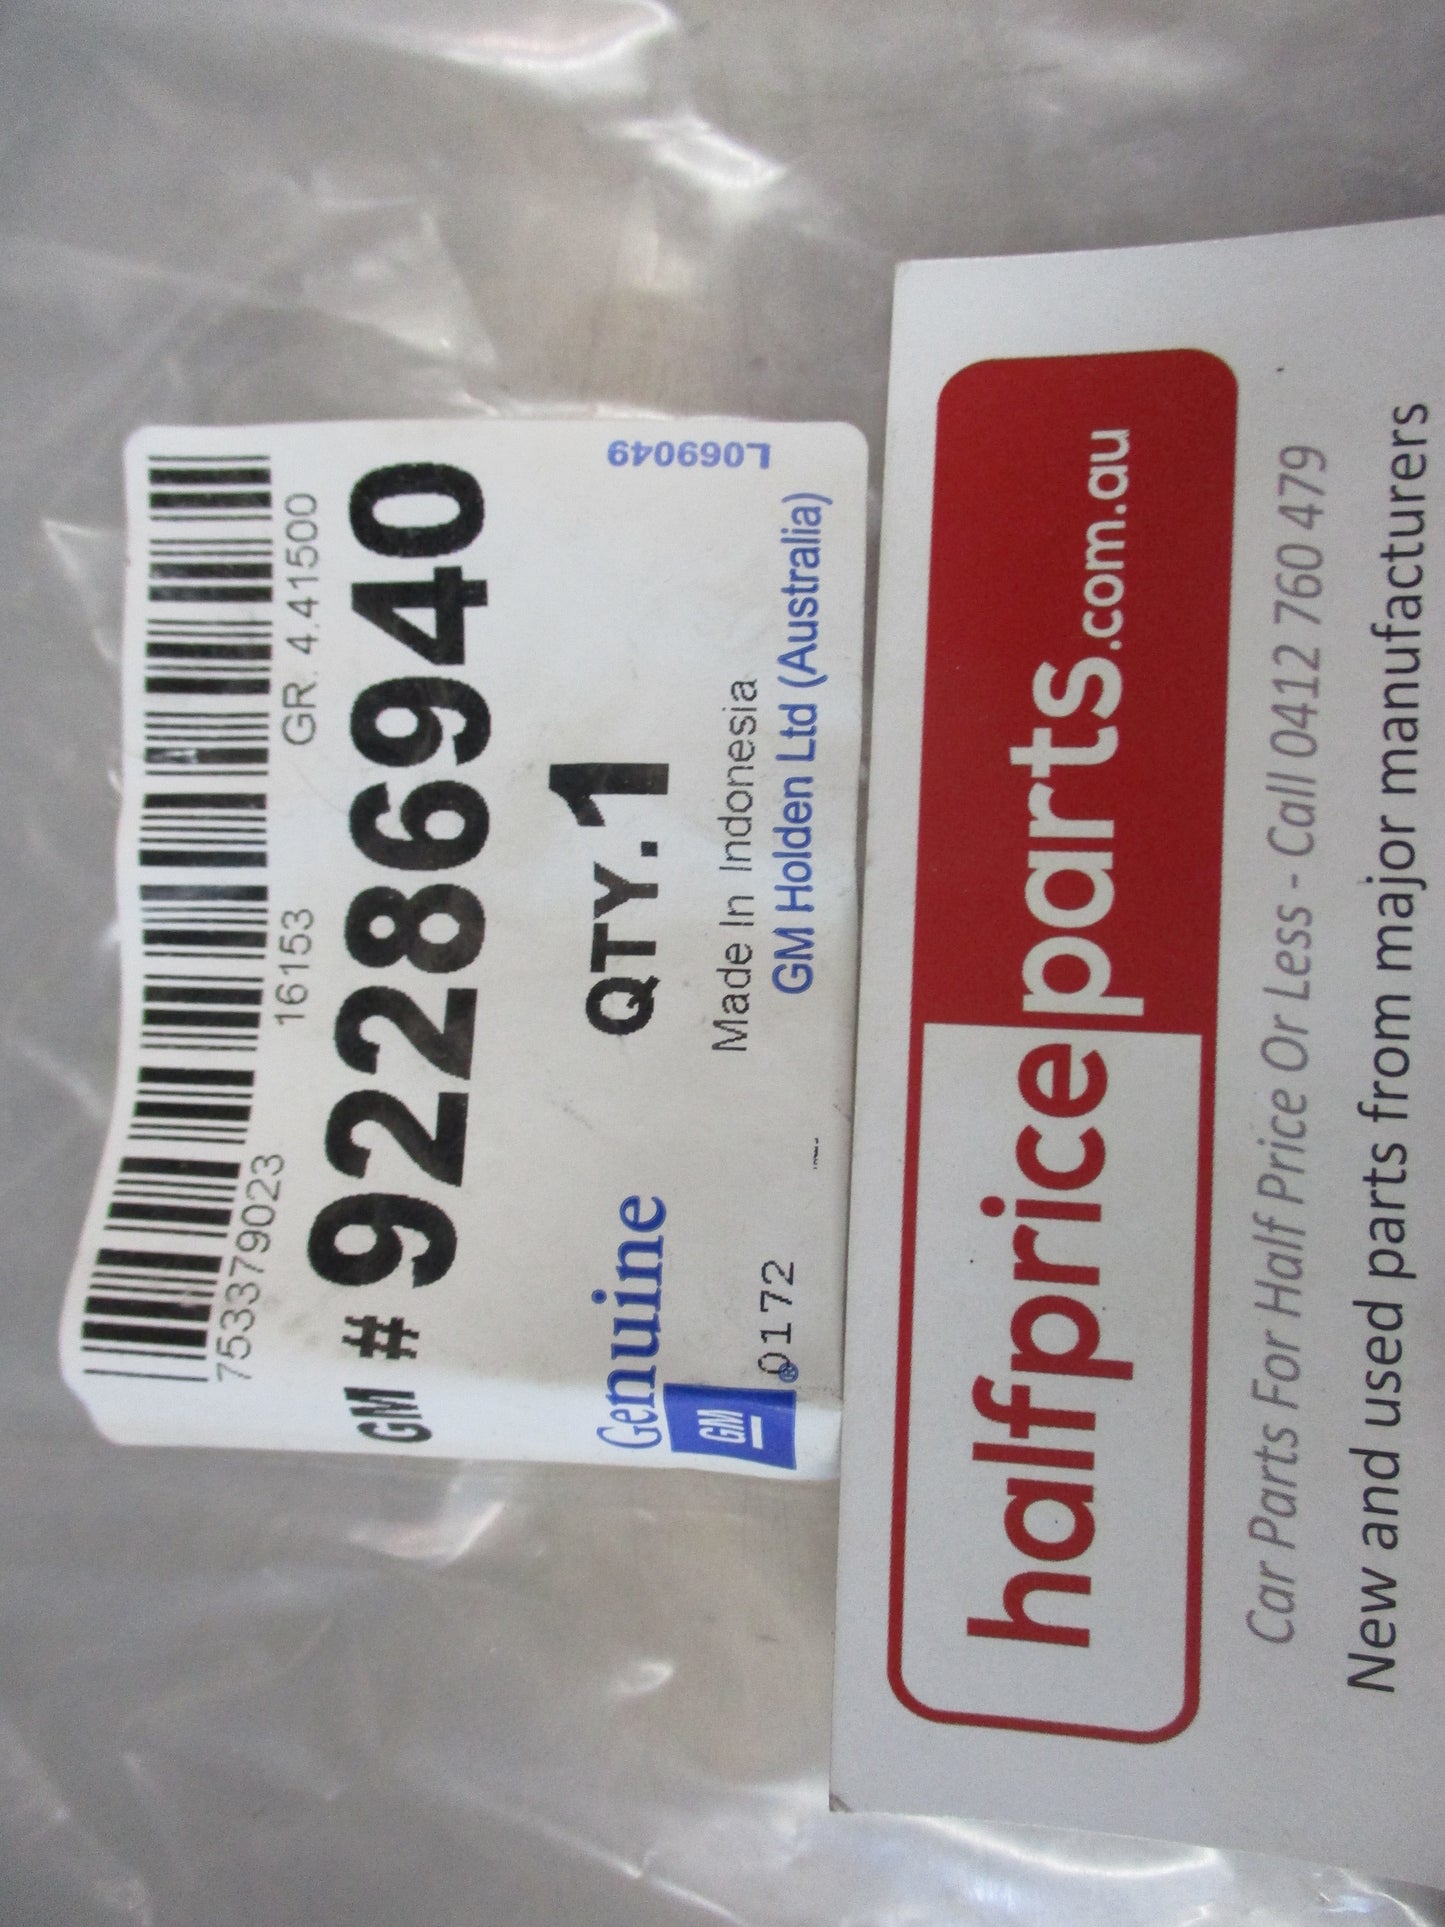 753379023 16153 GR. 4.41500
GM # 92286940
QTY.1
Genuine
GM
®
0172
Made In Indonesia
GM Holden Ltd (Australia)
L069049
halfpriceparts.com.au
Car Parts For Half Price Or Less - Call 0412 760 479
New and used parts from major manufacturers